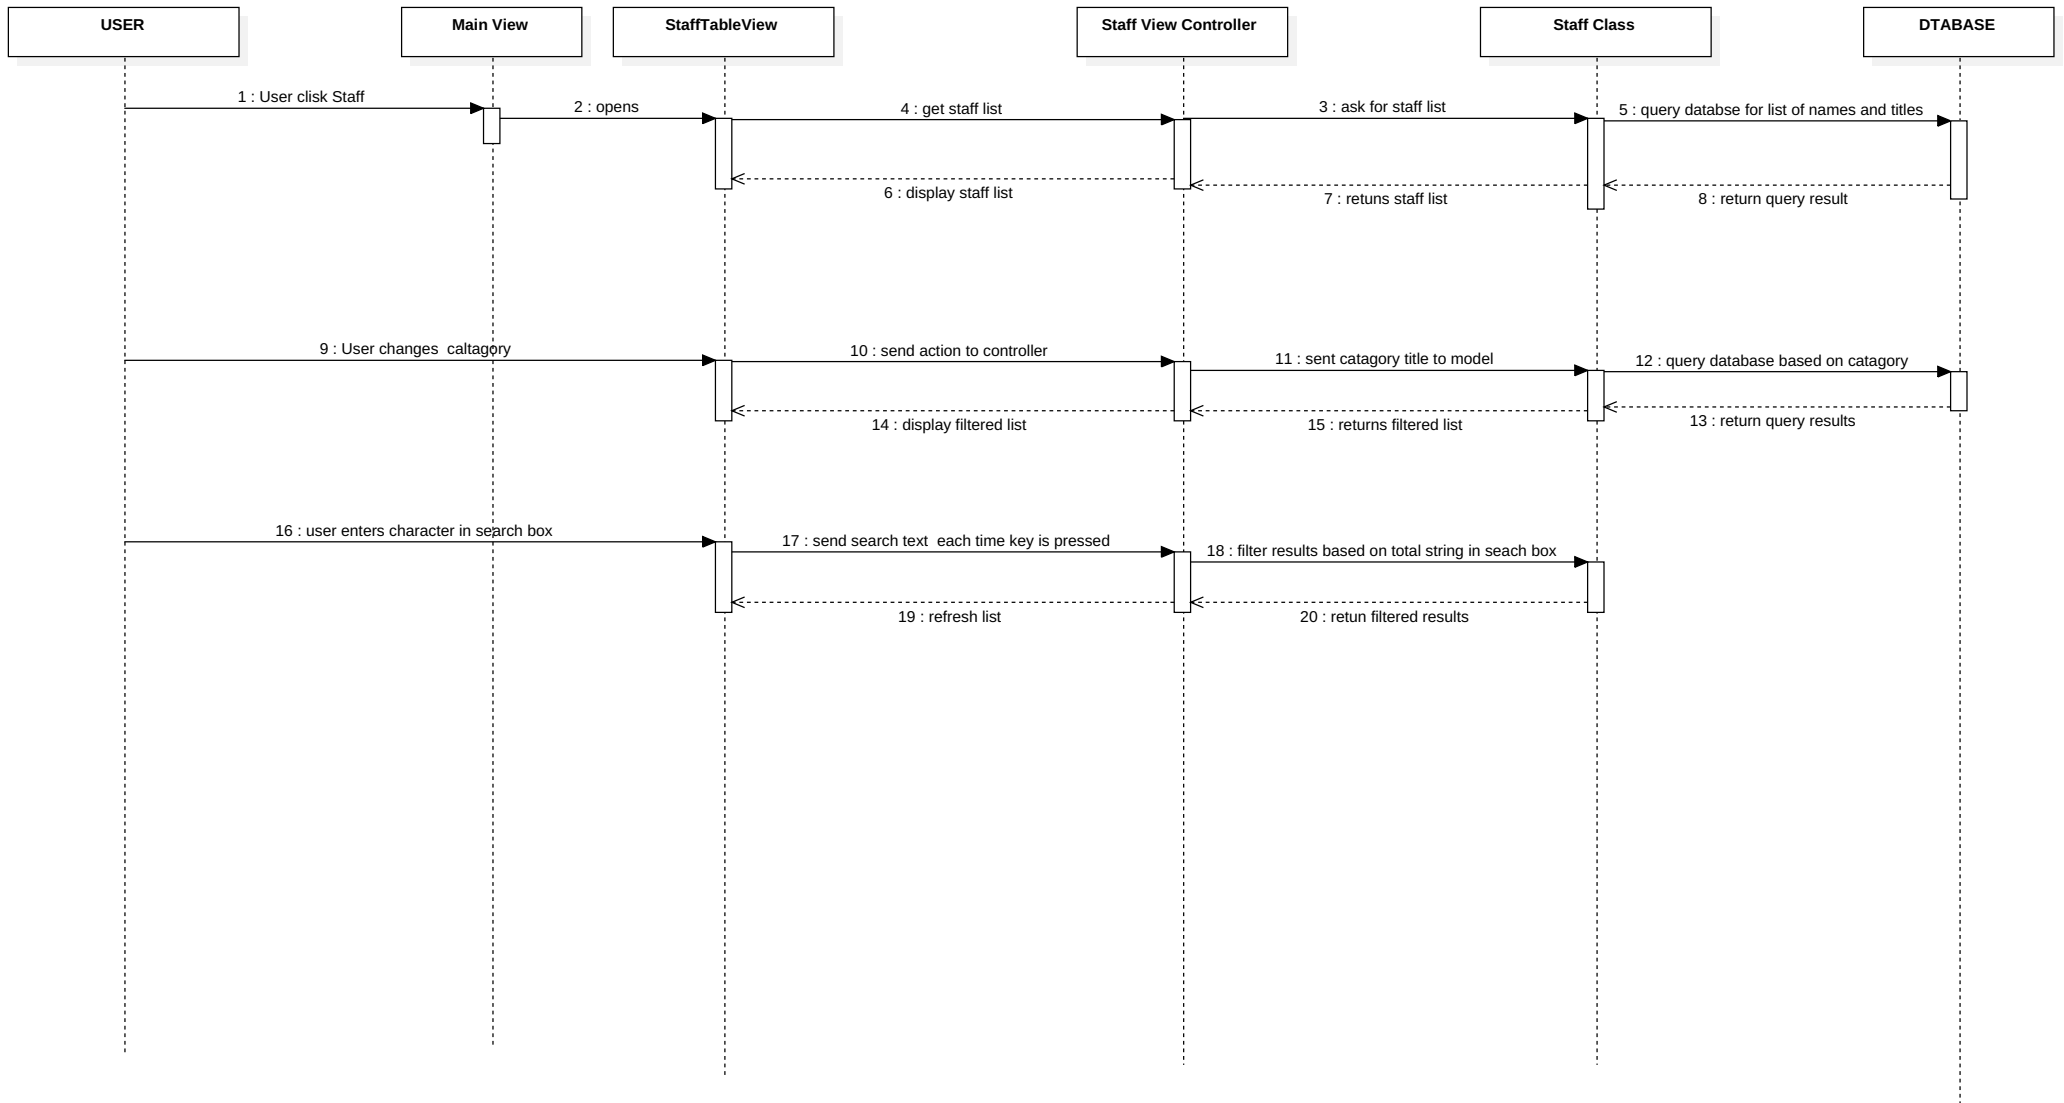 USER
Main View
StaffTableView
Staff View Controller
Staff Class
DTABASE
1 : User clisk Staff
2 : opens
4 : get staff list
3 : ask for staff list
5 : query databse for list of names and titles
6 : display staff list
7 : retuns staff list
8 : return query result
9 : User changes  caltagory
10 : send action to controller
11 : sent catagory title to model
12 : query database based on catagory
14 : display filtered list
15 : returns filtered list
13 : return query results
16 : user enters character in search box
17 : send search text  each time key is pressed
18 : filter results based on total string in seach box
19 : refresh list
20 : retun filtered results